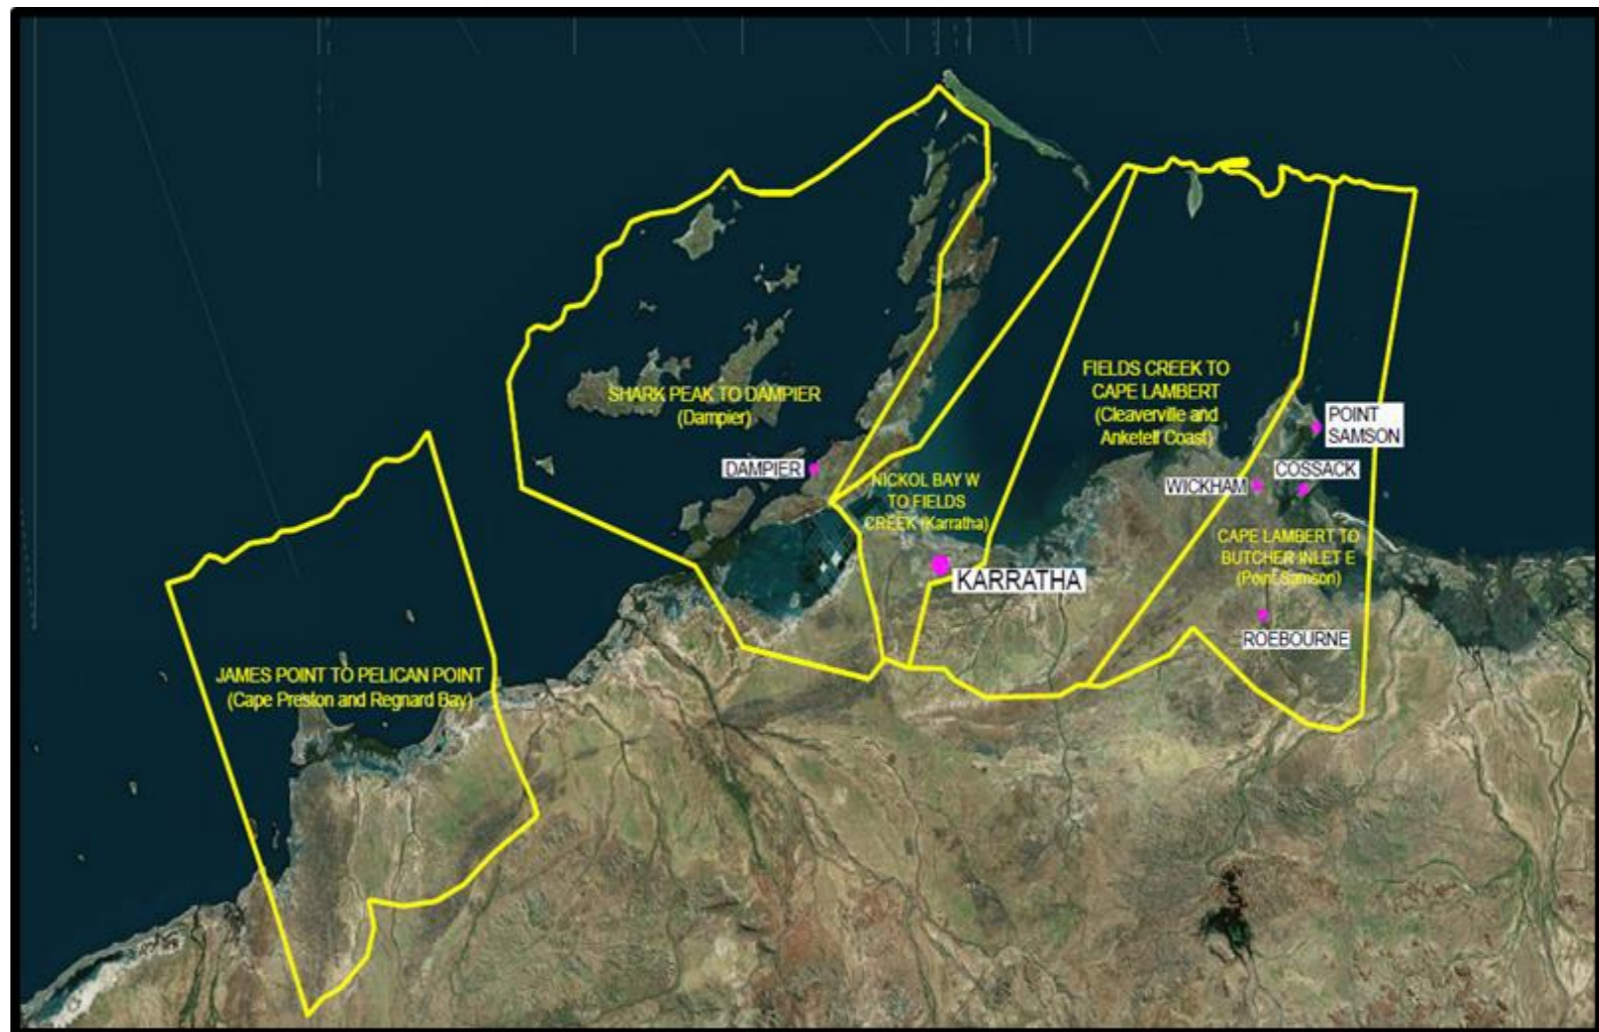 SHARK PEAK TO DAMPIER
(Dampier)
FIELDS CREEK TO
CAPE LAMBERT
(Cleaverville and
Anketell Coast)
POINT
SAMSON
DAMPIER
COSSACK
WICKHAM
NICKOL BAY W
TO FIELDS
CREEK (Karratha)
CAPE LAMBERT TO
BUTCHER INLET E
(Point Samson)
KARRATHA
ROEBOURNE
JAMES POINT TO PELICAN POINT
(Cape Preston and Regnard Bay)